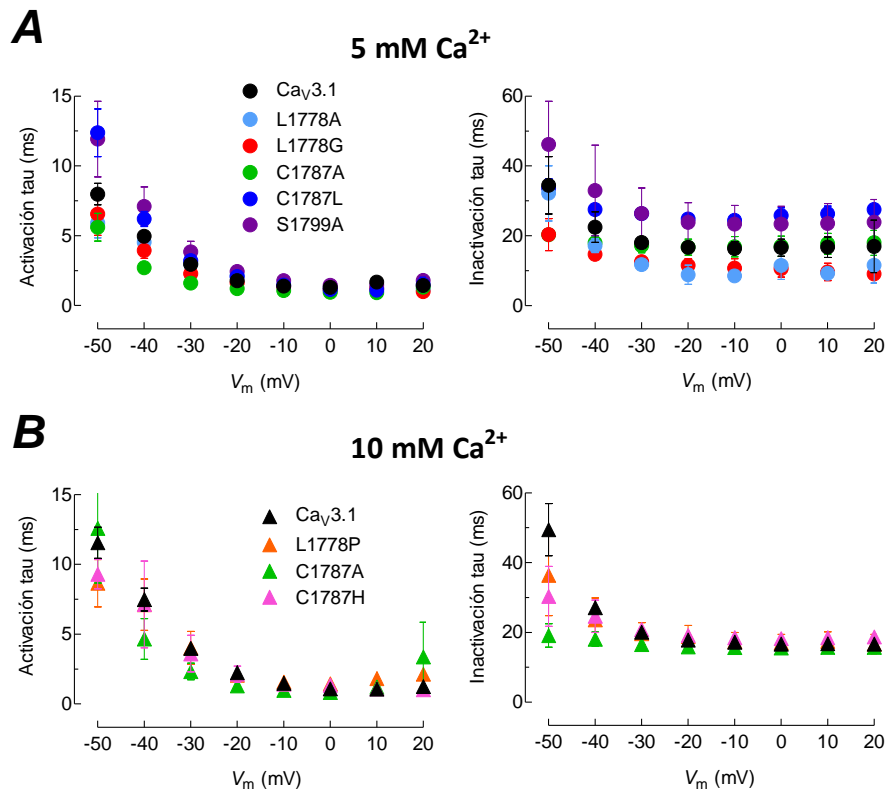 A
5 mM Ca²⁺
Activación tau (ms)
15
10
5
0
-50 -40 -30 -20 -10 0 10 20
Vm (mV)
CaV3.1
L1778A
L1778G
C1787A
C1787L
S1799A
Inactivación tau (ms)
60
40
20
0
-50 -40 -30 -20 -10 0 10 20
Vm (mV)
B
10 mM Ca²⁺
Activación tau (ms)
15
10
5
0
-50 -40 -30 -20 -10 0 10 20
Vm (mV)
CaV3.1
L1778P
C1787A
C1787H
Inactivación tau (ms)
60
40
20
0
-50 -40 -30 -20 -10 0 10 20
Vm (mV)